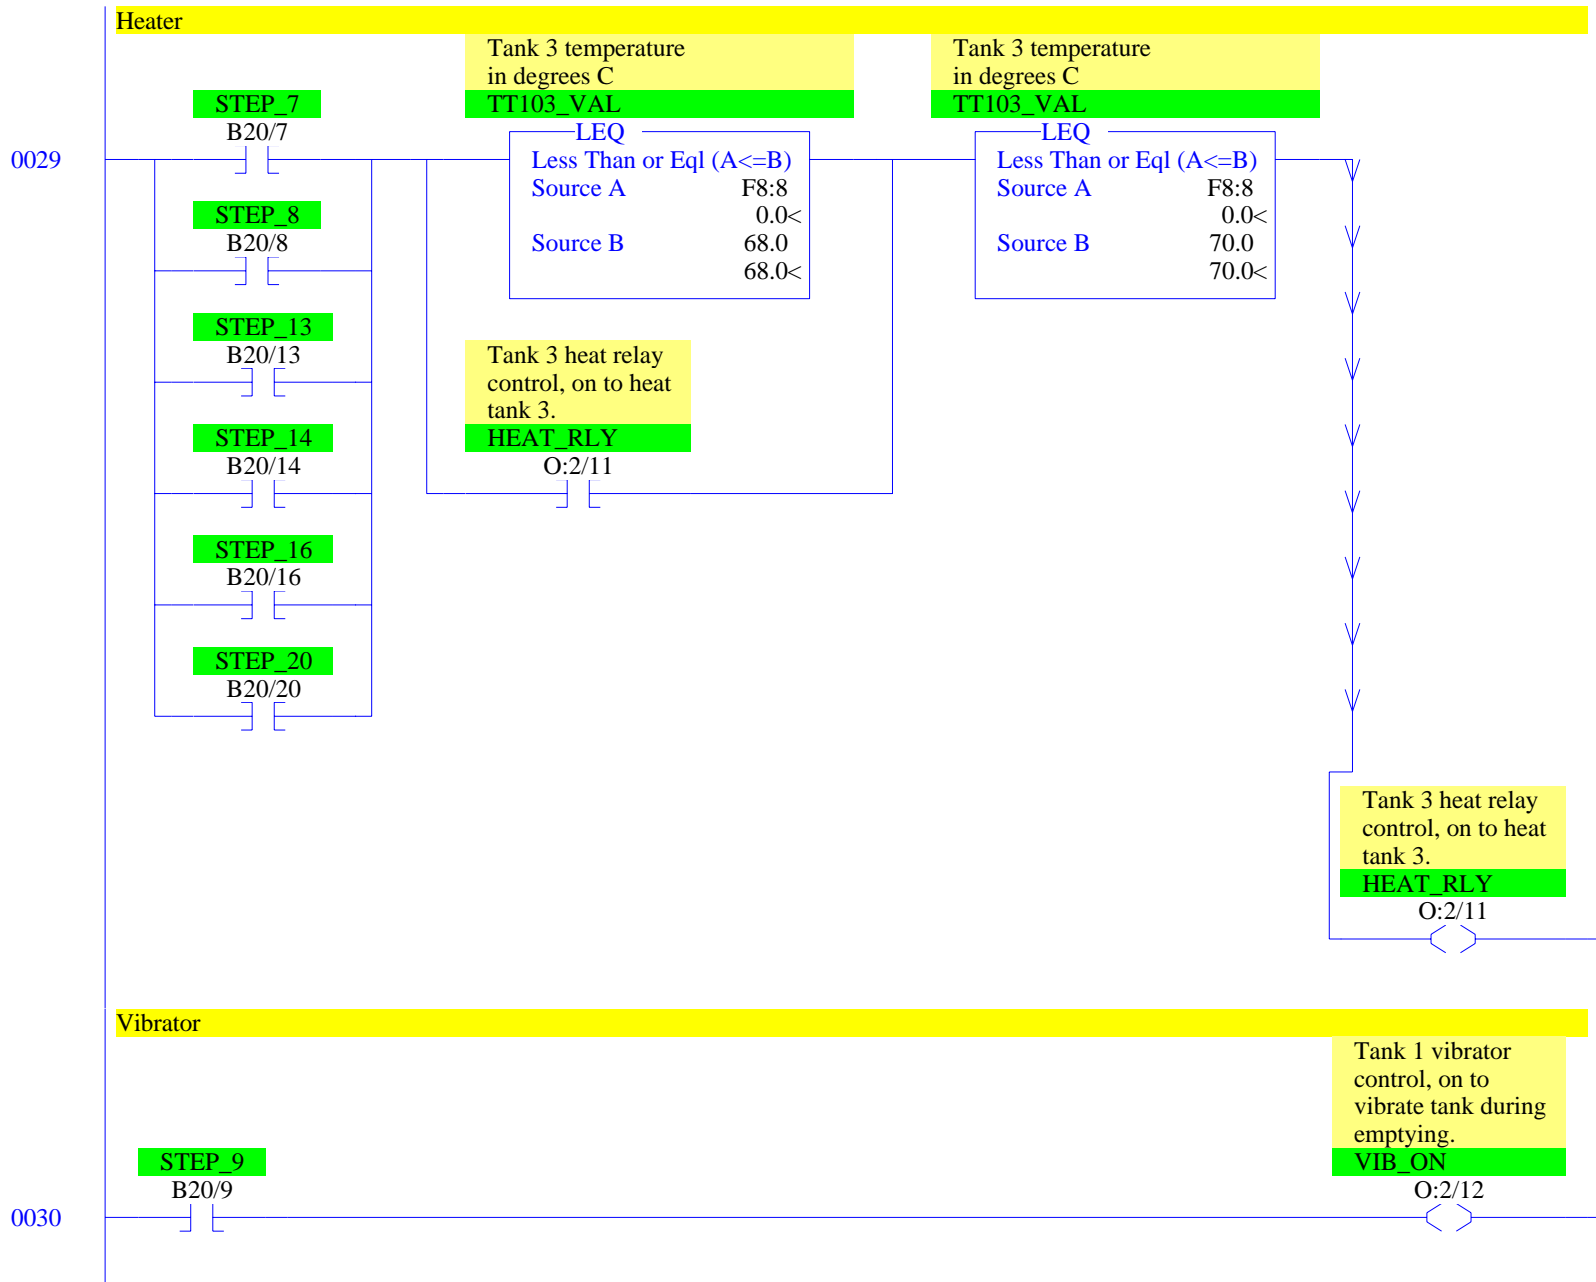 Heater
Tank 3 temperature
in degrees C
TT103_VAL
Tank 3 temperature
in degrees C
TT103_VAL
STEP_7
B20/7
0029
LEQ
Less Than or Eql (A<=B)
Source A F8:8
0.0<
Source B 68.0
68.0<
LEQ
Less Than or Eql (A<=B)
Source A F8:8
0.0<
Source B 70.0
70.0<
STEP_8
B20/8
STEP_13
B20/13
STEP_14
B20/14
STEP_16
B20/16
STEP_20
B20/20
Tank 3 heat relay
control, on to heat
tank 3.
HEAT_RLY
O:2/11
Tank 3 heat relay
control, on to heat
tank 3.
HEAT_RLY
O:2/11
Vibrator
Tank 1 vibrator
control, on to
vibrate tank during
emptying.
VIB_ON
O:2/12
STEP_9
B20/9
0030